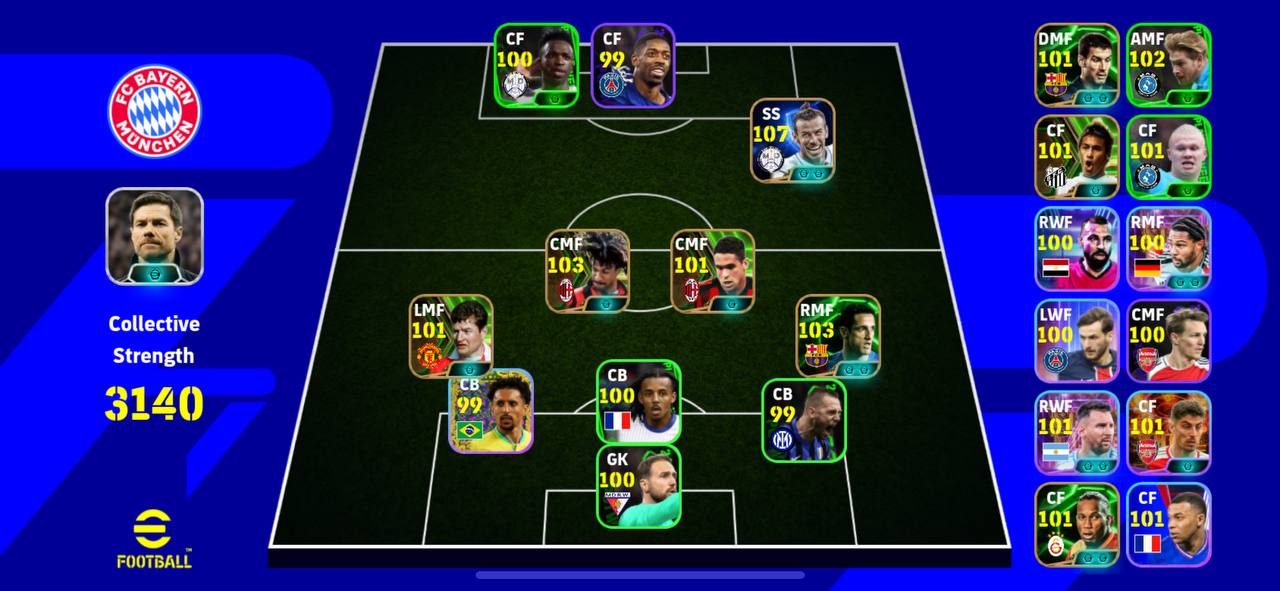 FC BAYERN
MÜNCHEN
Collective
Strength
3140
FOOTBALL™
CF
100
CF
99
SS
107
CMF
103
CMF
101
LMF
101
RMF
103
CB
99
CB
100
CB
99
GK
100
DMF
101
AMF
102
CF
101
CF
101
RWF
100
RMF
100
LWF
100
CMF
100
RWF
101
CF
101
CF
101
CF
101